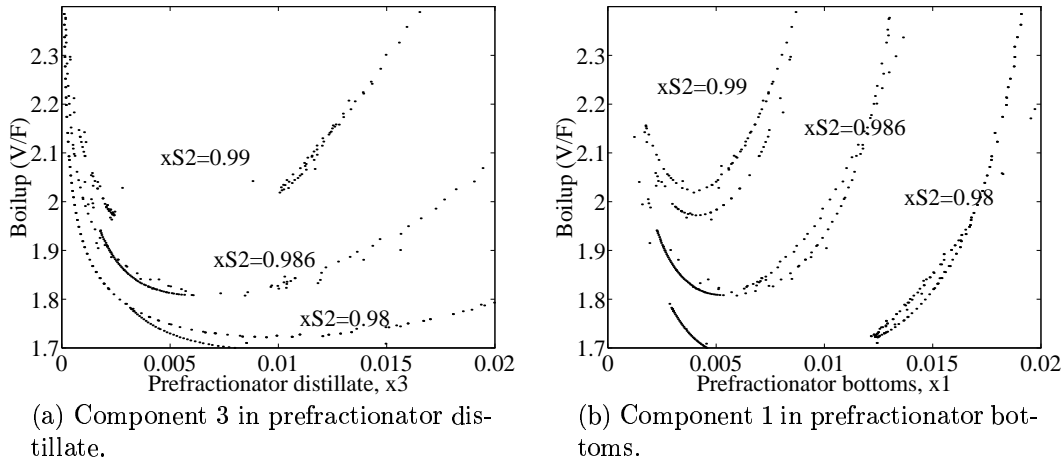 2.3
2.2
2.1
2
1.9
1.8
1.7
Boilup (V/F)
xS2=0.99
xS2=0.986
xS2=0.98
0
0.005
0.01
0.015
0.02
Prefractionator distillate, x3
(a) Component 3 in prefractionator dis-
tillate.
2.3
2.2
2.1
2
1.9
1.8
1.7
Boilup (V/F)
xS2=0.99
xS2=0.986
xS2=0.98
0
0.005
0.01
0.015
0.02
Prefractionator bottoms, x1
(b) Component 1 in prefractionator bot-
toms.